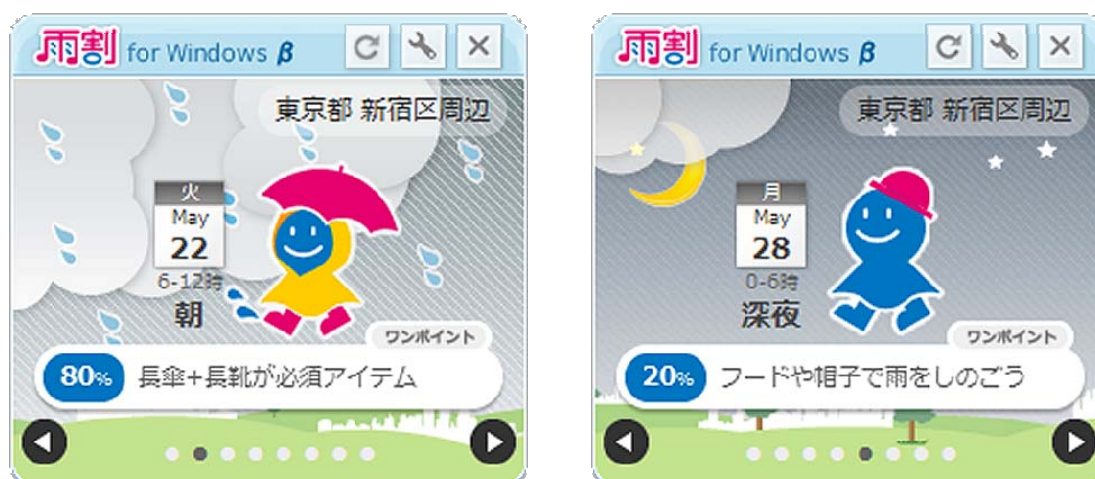 雨割 for Windows β
東京都 新宿区周辺
火
May
22
6-12時
朝
ワンポイント
80% 長傘+長靴が必須アイテム
雨割 for Windows β
東京都 新宿区周辺
月
May
28
0-6時
深夜
ワンポイント
20% フードや帽子で雨をしのごう